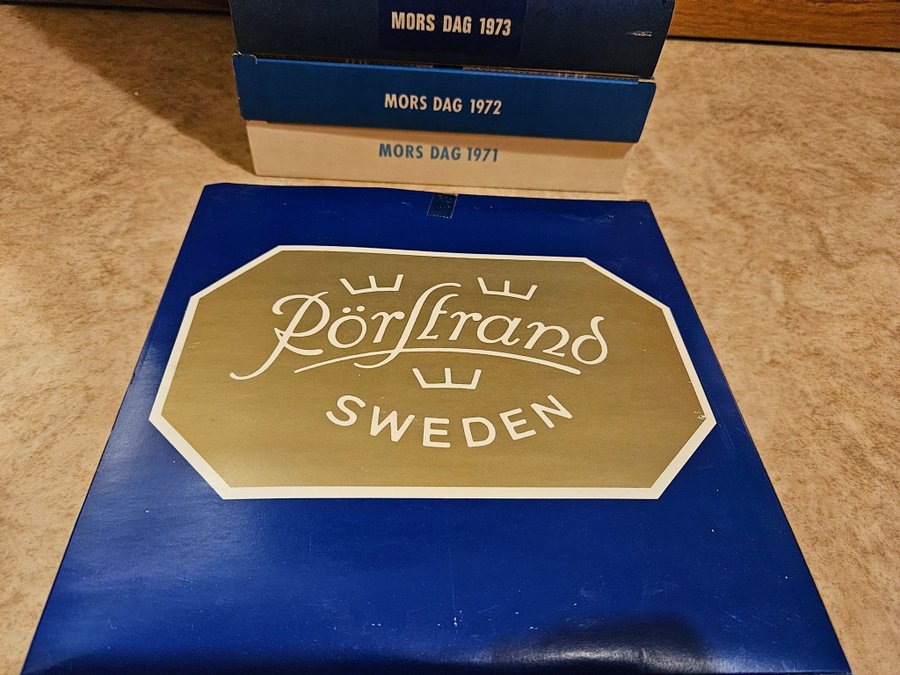 MORS DAG 1973
MORS DAG 1972
MORS DAG 1971
Rörstrand
SWEDEN